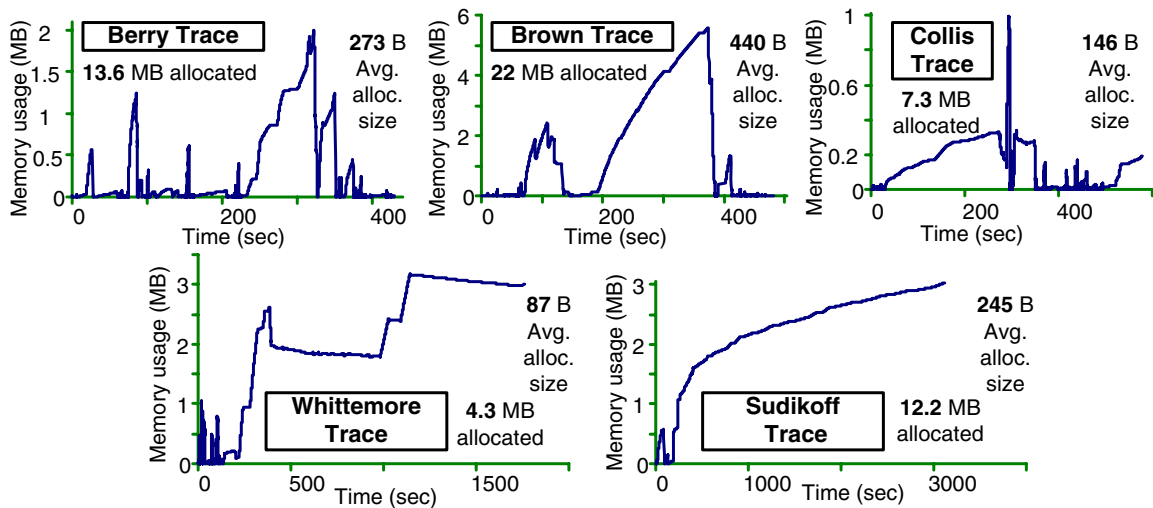 Berry Trace
13.6 MB allocated
273 B
Avg.
alloc.
size
Memory usage (MB)
2
1.5
1
0.5
0
0
200
400
Time (sec)
Brown Trace
22 MB allocated
440 B
Avg.
alloc.
size
Memory usage (MB)
6
4
2
0
0
200
400
Time (sec)
Collis
Trace
7.3 MB
allocated
146 B
Avg.
alloc.
size
Memory usage (MB)
1
0.6
0.2
0
0
200
400
Time (sec)
Whittemore
Trace
4.3 MB
allocated
87 B
Avg.
alloc.
size
Memory usage (MB)
3
2
1
0
0
500
1500
Time (sec)
Sudikoff
Trace
12.2 MB
allocated
245 B
Avg.
alloc.
size
Memory usage (MB)
3
2
1
0
0
1000
3000
Time (sec)